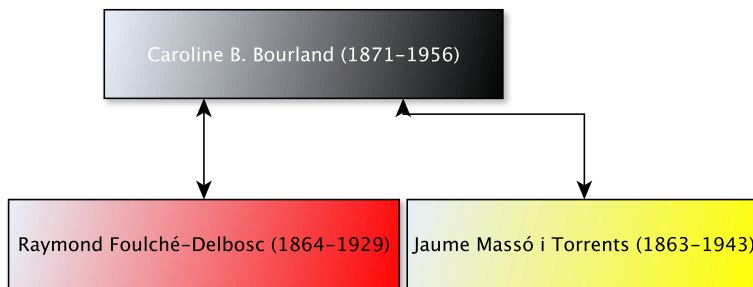 Caroline B. Bourland (1871-1956)
Raymond Foulché-Delbosc (1864-1929)
Jaume Massó i Torrents (1863-1943)